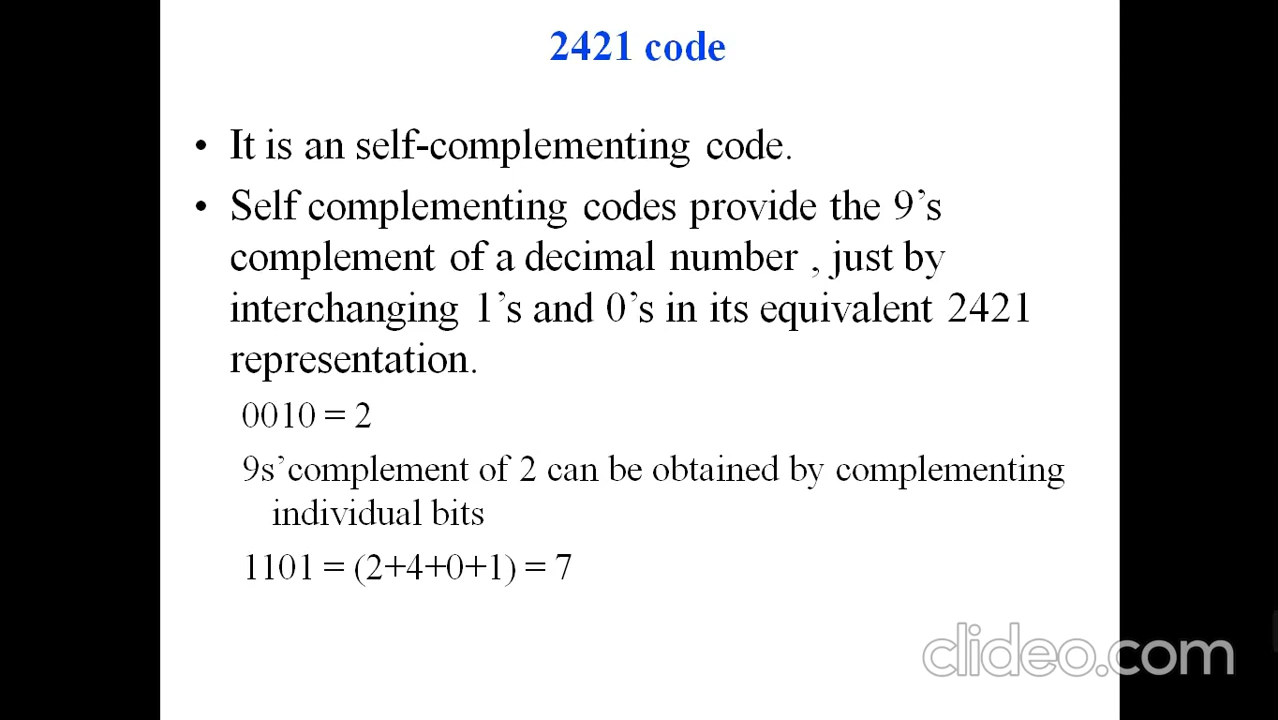 2421 code
• It is an self-complementing code.
• Self complementing codes provide the 9’s
complement of a decimal number , just by
interchanging 1’s and 0’s in its equivalent 2421
representation.
0010 = 2
9s’complement of 2 can be obtained by complementing
individual bits
1101 = (2+4+0+1) = 7
clideo.com